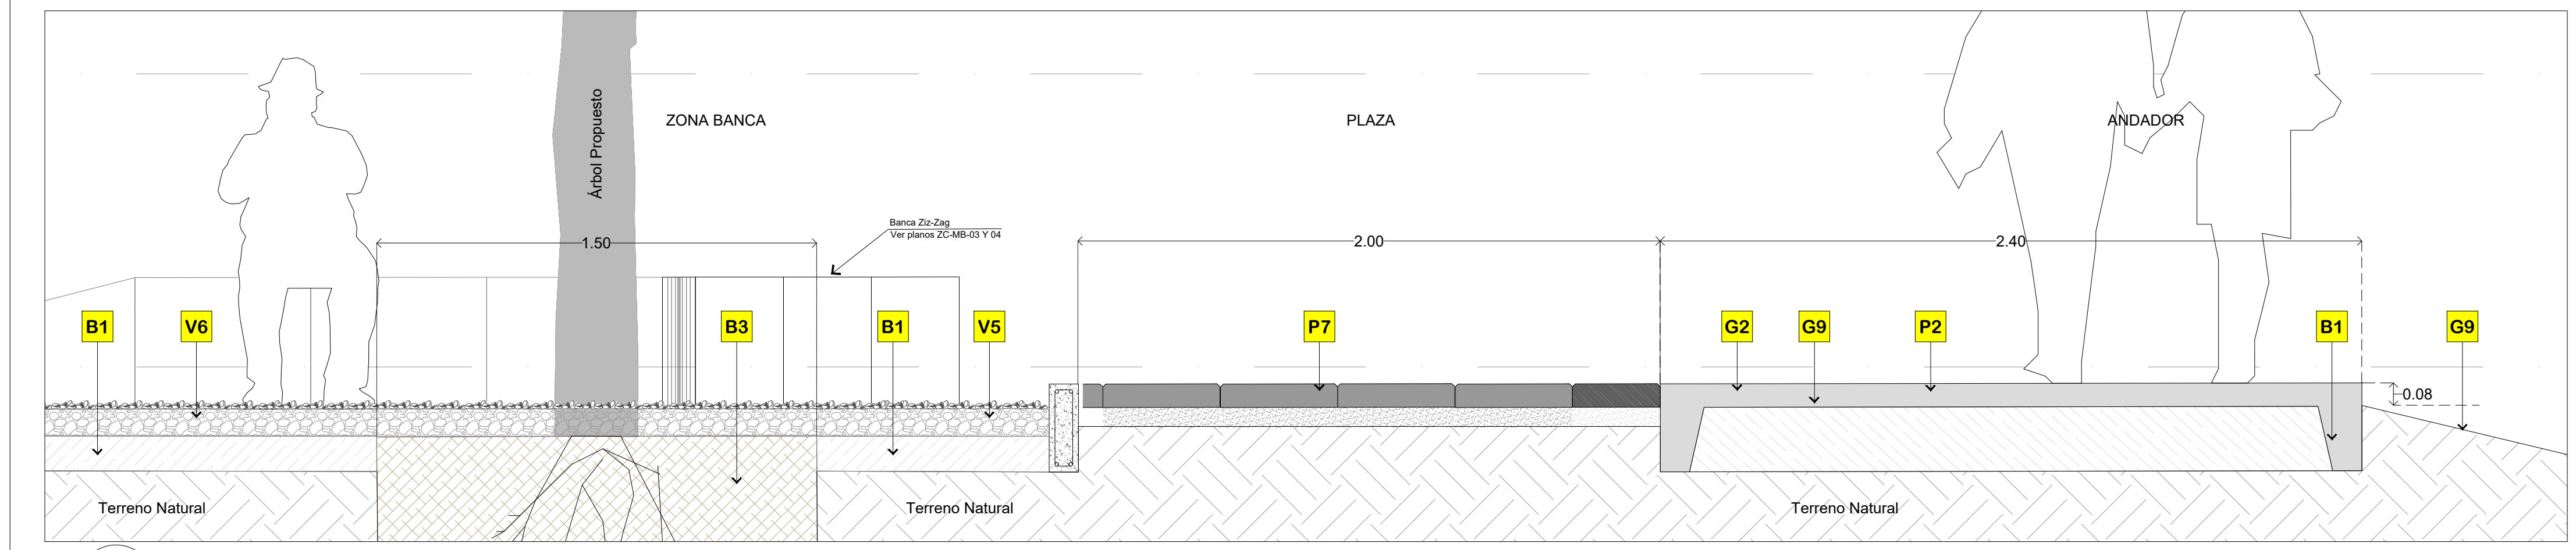 ZONA BANCA
PLAZA
ANDADOR
Árbol Propuesto
Banca Ziz-Zag
Ver planos ZC-MB-03 Y 04
1.50
2.00
2.40
B1
V6
B3
B1
V5
P7
G2
G9
P2
B1
G9
0.08
Terreno Natural
Terreno Natural
Terreno Natural